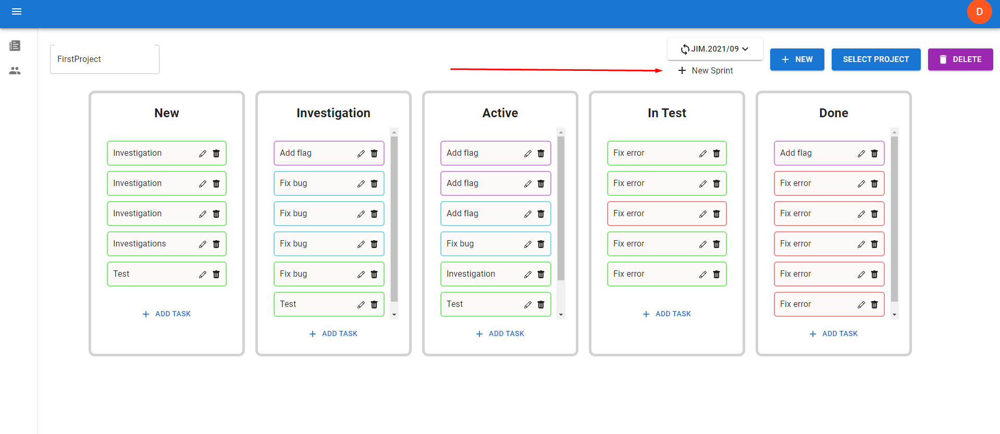 D
FirstProject
JIM.2021/09
New Sprint
NEW
SELECT PROJECT
DELETE
New
Investigation
Investigation
Investigation
Investigations
Test
ADD TASK
Investigation
Add flag
Fix bug
Fix bug
Fix bug
Fix bug
Test
ADD TASK
Active
Add flag
Add flag
Add flag
Fix bug
Investigation
Test
ADD TASK
In Test
Fix error
Fix error
Fix error
Fix error
Fix error
ADD TASK
Done
Add flag
Fix error
Fix error
Fix error
Fix error
Fix error
ADD TASK